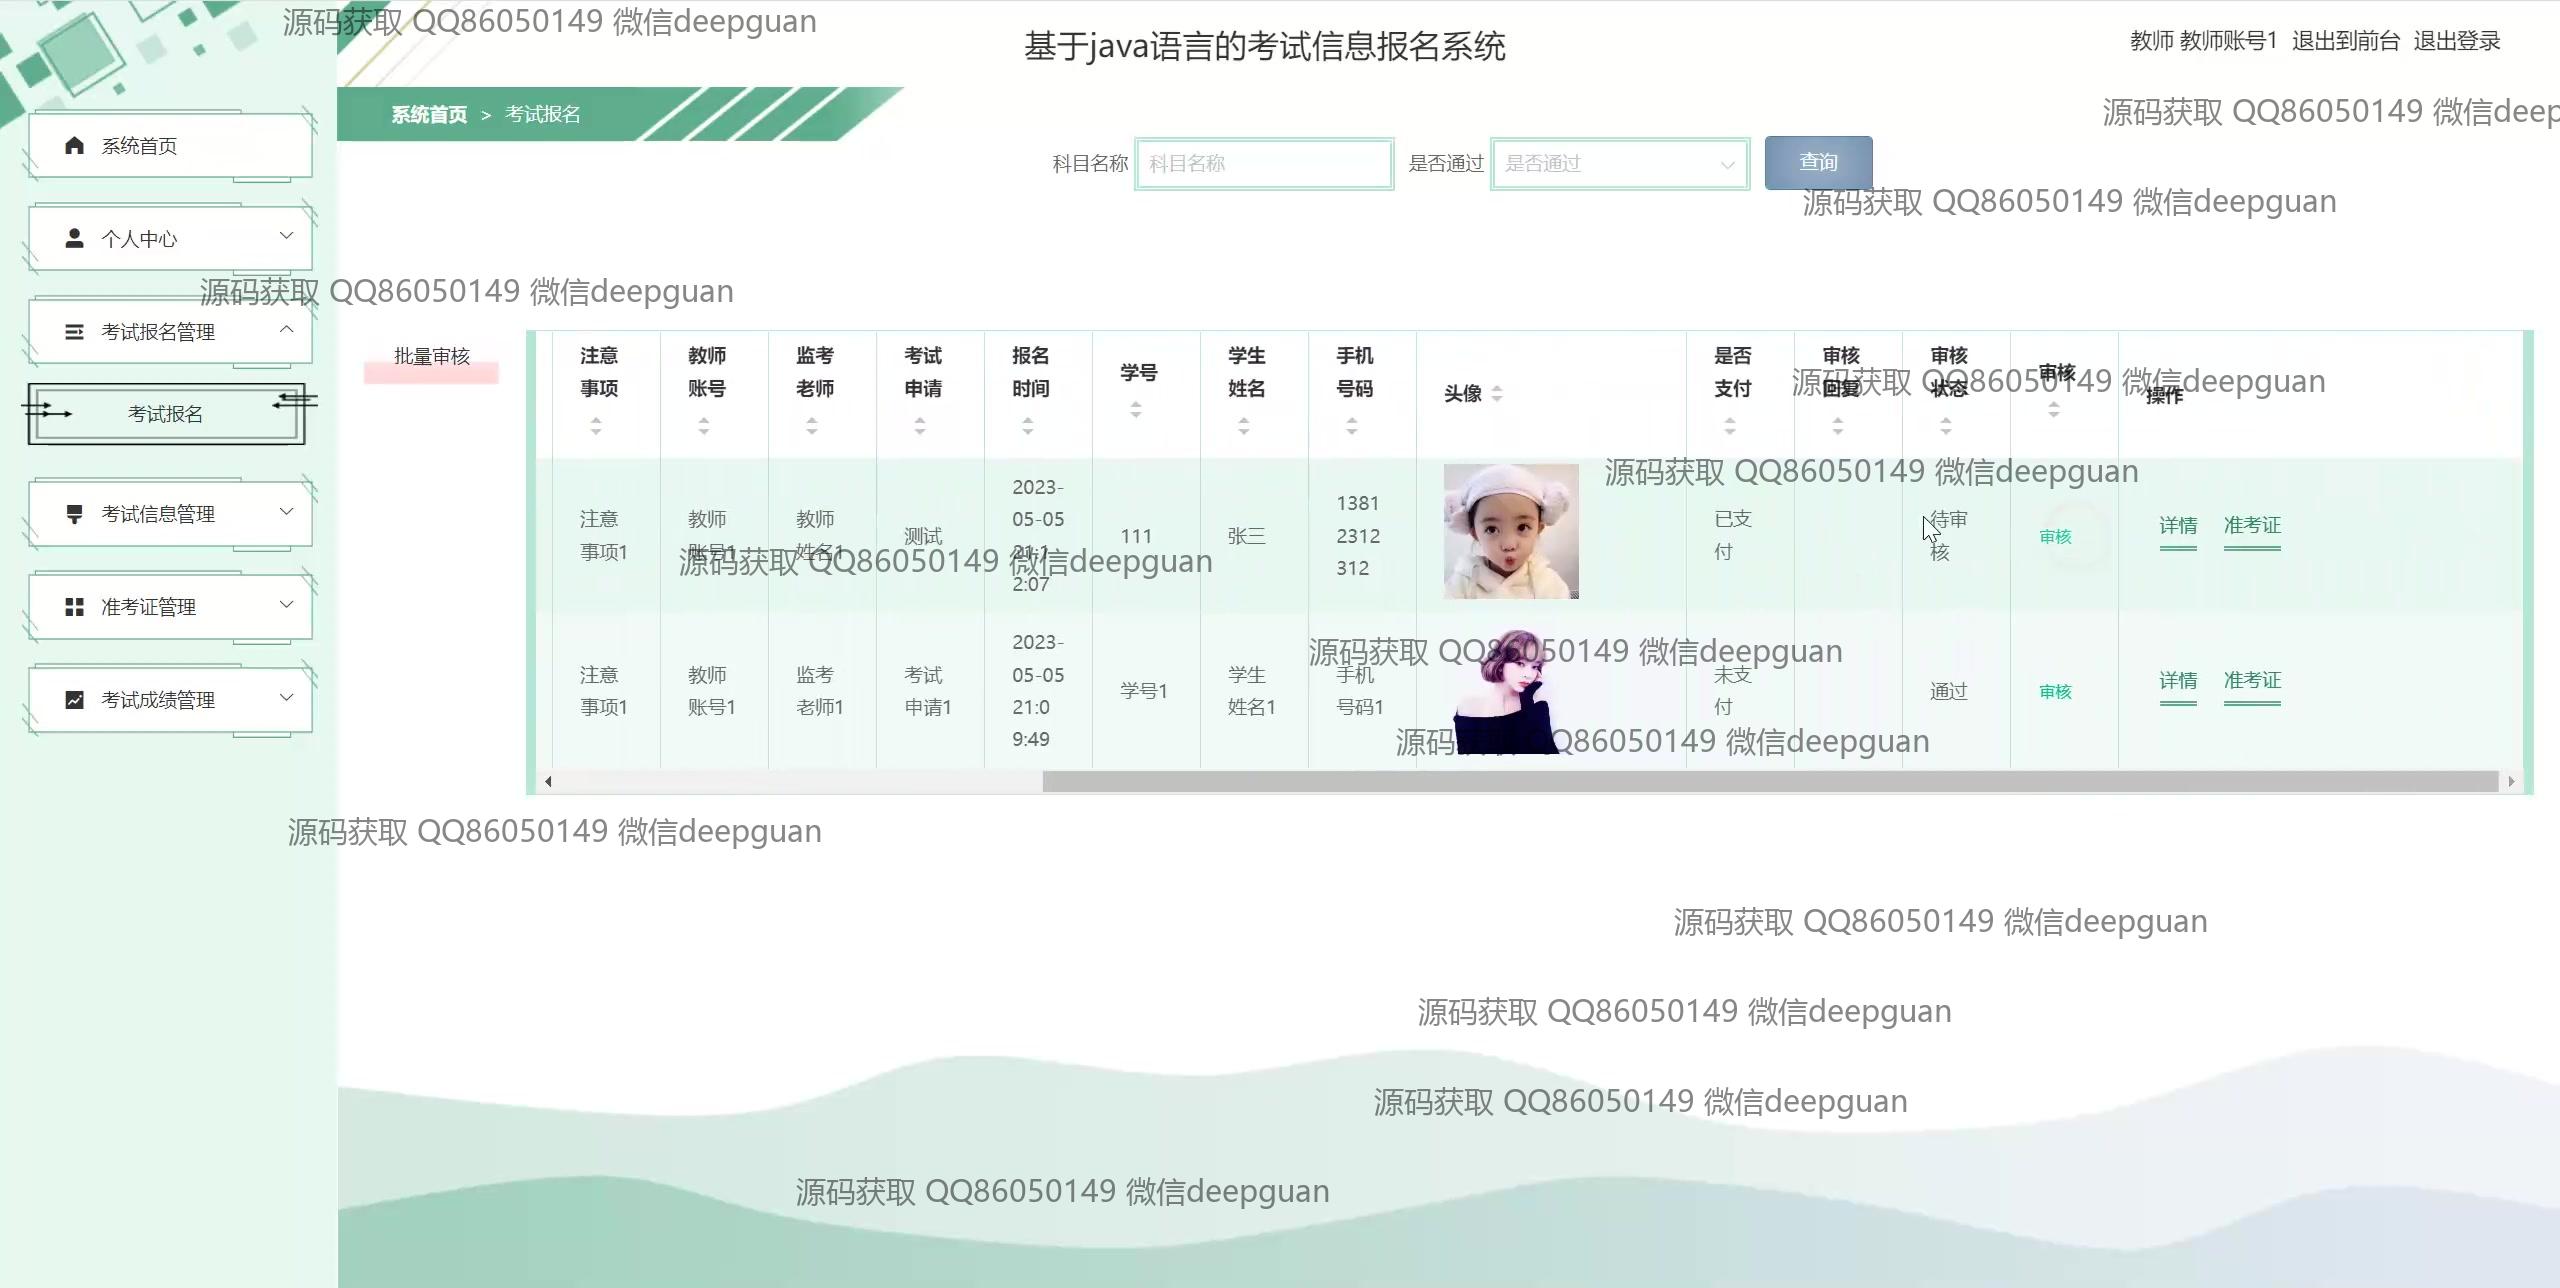 源码获取 QQ86050149 微信deepguan
基于java语言的考试信息报名系统
教师 教师账号1 退出到前台 退出登录
系统首页 > 考试报名
源码获取 QQ86050149 微信deep
系统首页
科目名称 科目名称 是否通过 是否通过 查询
源码获取 QQ86050149 微信deepguan
个人中心
源码获取 QQ86050149 微信deepguan
考试报名管理
批量审核
考试报名
考试信息管理
准考证管理
考试成绩管理
注意
事项
教师
账号
监考
老师
考试
申请
报名
时间
学号
学生
姓名
手机
号码
头像
是否
支付
审核
回复
审核
状态
审核
操作
源码获取 QQ86050149 微信deepguan
源码获取 QQ86050149 微信deepguan
注意
事项1
教师
账号1
教师
姓名1
测试
2023-
05-05
21:1
2:07
111
张三
1381
2312
312
已支
付
待审
核
审核
详情 准考证
源码获取 QQ86050149 微信deepguan
源码获取 QQ86050149 微信deepguan
注意
事项1
教师
账号1
监考
老师1
考试
申请1
2023-
05-05
21:0
9:49
学号1
学生
姓名1
手机
号码1
未支
付
通过
审核
详情 准考证
源码获取 QQ86050149 微信deepguan
源码获取 QQ86050149 微信deepguan
源码获取 QQ86050149 微信deepguan
源码获取 QQ86050149 微信deepguan
源码获取 QQ86050149 微信deepguan
源码获取 QQ86050149 微信deepguan